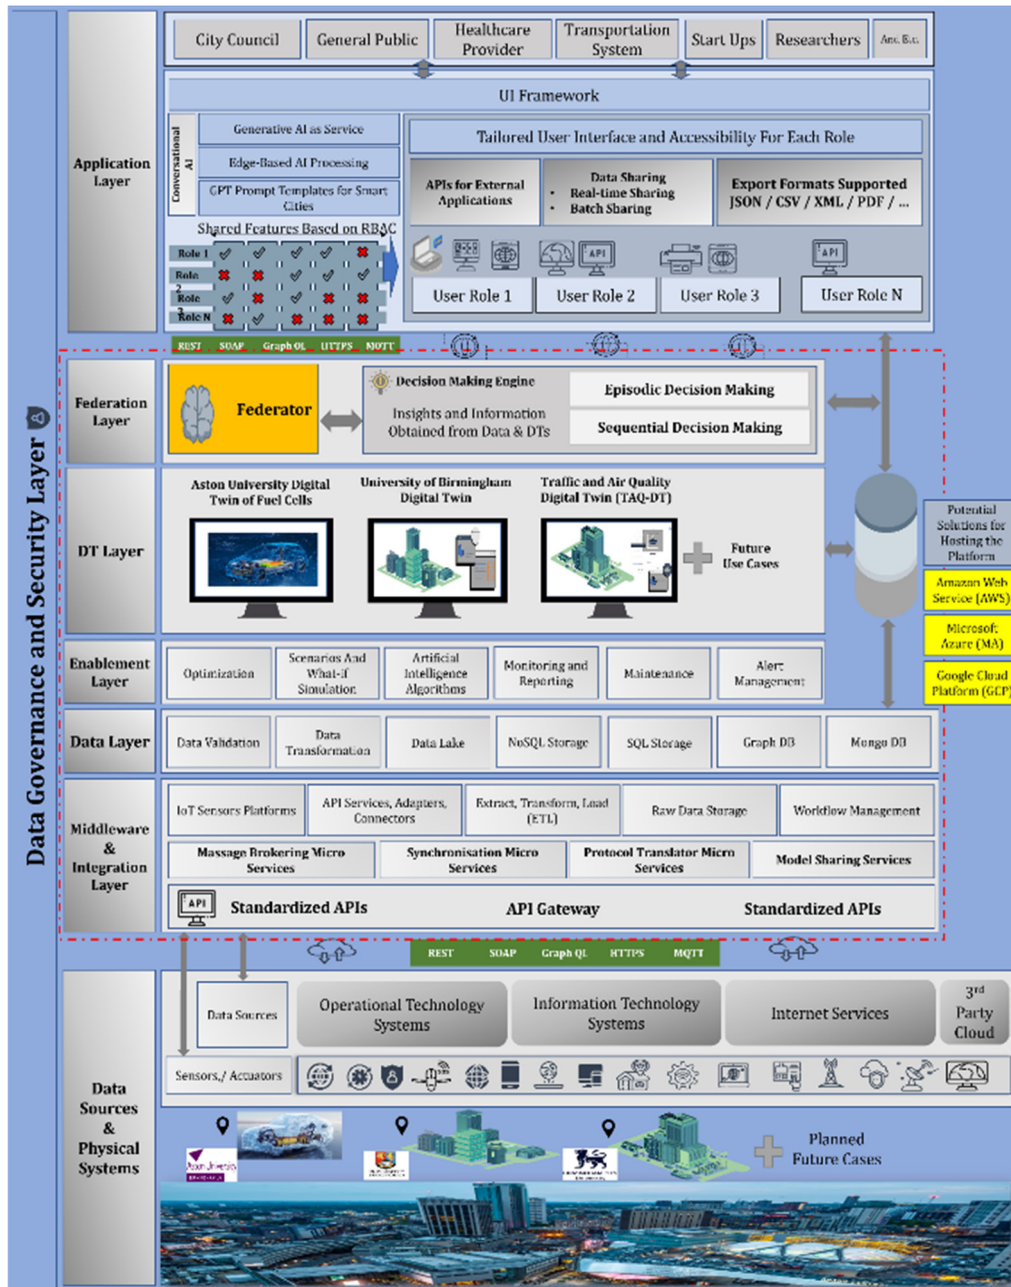 City Council
General Public
Healthcare
Provider
Transportation
System
Start Ups
Researchers
And Etc.
Application
Layer
UI Framework
Conversational
AI
Generative AI as Service
Edge-Based AI Processing
GPT Prompt Templates for Smart
Cities
Tailored User Interface and Accessibility For Each Role
APIs for External
Applications
Data Sharing
• Real-time Sharing
• Batch Sharing
Export Formats Supported
JSON / CSV / XML / PDF / ...
Shared Features Based on RBAC
Role 1
Role
2
Role
3
Role N
API
API
User Role 1
User Role 2
User Role 3
User Role N
REST SOAP Graph QL HTTPS MQTT
Data Governance and Security Layer
Federation
Layer
Federator
Decision Making Engine
Insights and Information
Obtained from Data & DTs
Episodic Decision Making
Sequential Decision Making
DT Layer
Aston University Digital
Twin of Fuel Cells
University of Birmingham
Digital Twin
Traffic and Air Quality
Digital Twin (TAQ-DT)
Future
Use Cases
Potential
Solutions for
Hosting the
Platform
Amazon Web
Service (AWS)
Microsoft
Azure (MA)
Google Cloud
Platform (GCP)
Enablement
Layer
Optimization
Scenarios And
What-if
Simulation
Artificial
Intelligence
Algorithms
Monitoring and
Reporting
Maintenance
Alert
Management
Data Layer
Data Validation
Data
Transformation
Data Lake
NoSQL Storage
SQL Storage
Graph DB
Mongo DB
Middleware
&
Integration
Layer
IoT Sensors Platforms
API Services, Adapters,
Connectors
Extract, Transform, Load
(ETL)
Raw Data Storage
Workflow Management
Massage Brokering Micro
Services
Synchronisation Micro
Services
Protocol Translator Micro
Services
Model Sharing Services
API
Standardized APIs
API Gateway
Standardized APIs
REST SOAP Graph QL HTTPS MQTT
Data
Sources
&
Physical
Systems
Data Sources
Operational Technology
Systems
Information Technology
Systems
Internet Services
3rd
Party
Cloud
Sensors,/ Actuators
Aston University
Planned
Future Cases